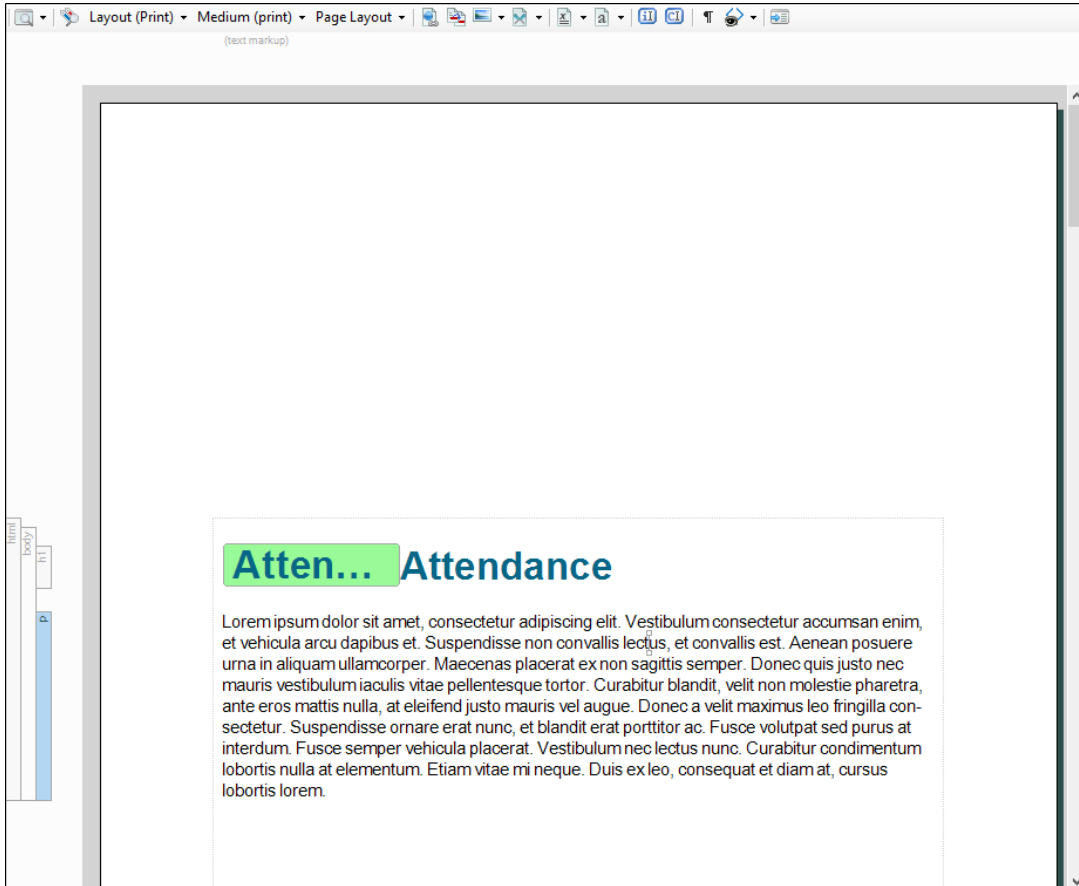 Layout (Print) Medium (print) Page Layout
(text markup)
html
body
h1
p
Atten... Attendance
Lorem ipsum dolor sit amet, consectetur adipiscing elit. Vestibulum consectetur accumsan enim,
et vehicula arcu dapibus et. Suspendisse non convallis lectus, et convallis est. Aenean posuere
urna in aliquam ullamcorper. Maecenas placerat ex non sagittis semper. Donec quis justo nec
mauris vestibulum iaculis vitae pellentesque tortor. Curabitur blandit, velit non molestie pharetra,
ante eros mattis nulla, at eleifend justo mauris vel augue. Donec a velit maximus leo fringilla con-
sectetur. Suspendisse ornare erat nunc, et blandit erat porttitor ac. Fusce volutpat sed purus at
interdum. Fusce semper vehicula placerat. Vestibulum nec lectus nunc. Curabitur condimentum
lobortis nulla at elementum. Etiam vitae mi neque. Duis ex leo, consequat et diam at, cursus
lobortis lorem.